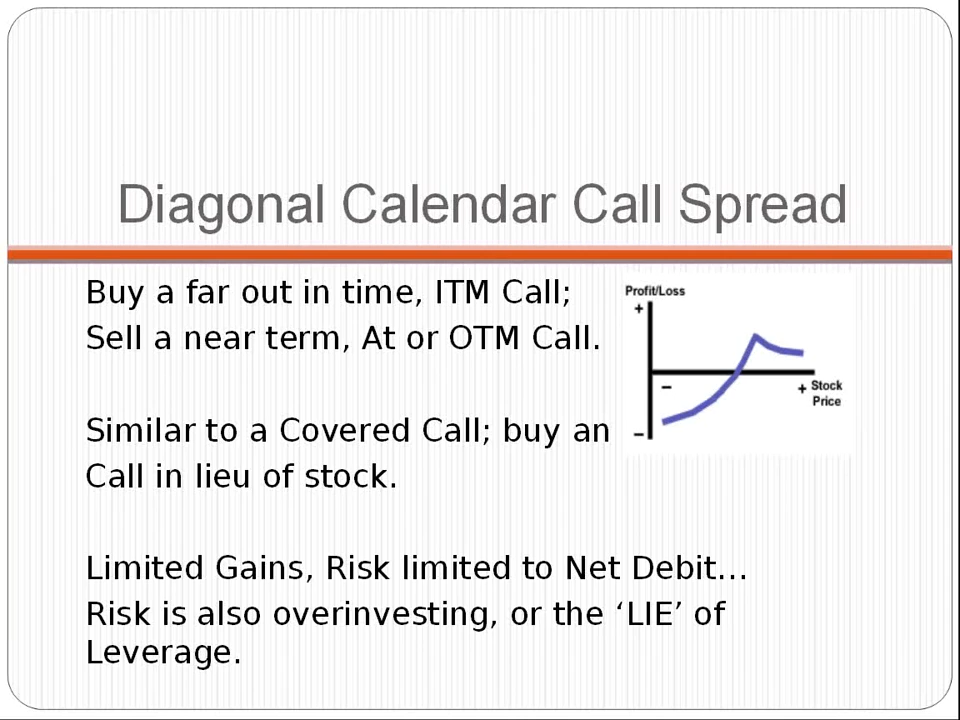 Diagonal Calendar Call Spread
Buy a far out in time, ITM Call;
Sell a near term, At or OTM Call.
Profit/Loss
+
−
+ Stock
Price
−
Similar to a Covered Call; buy an
Call in lieu of stock.
Limited Gains, Risk limited to Net Debit…
Risk is also overinvesting, or the ‘LIE’ of
Leverage.